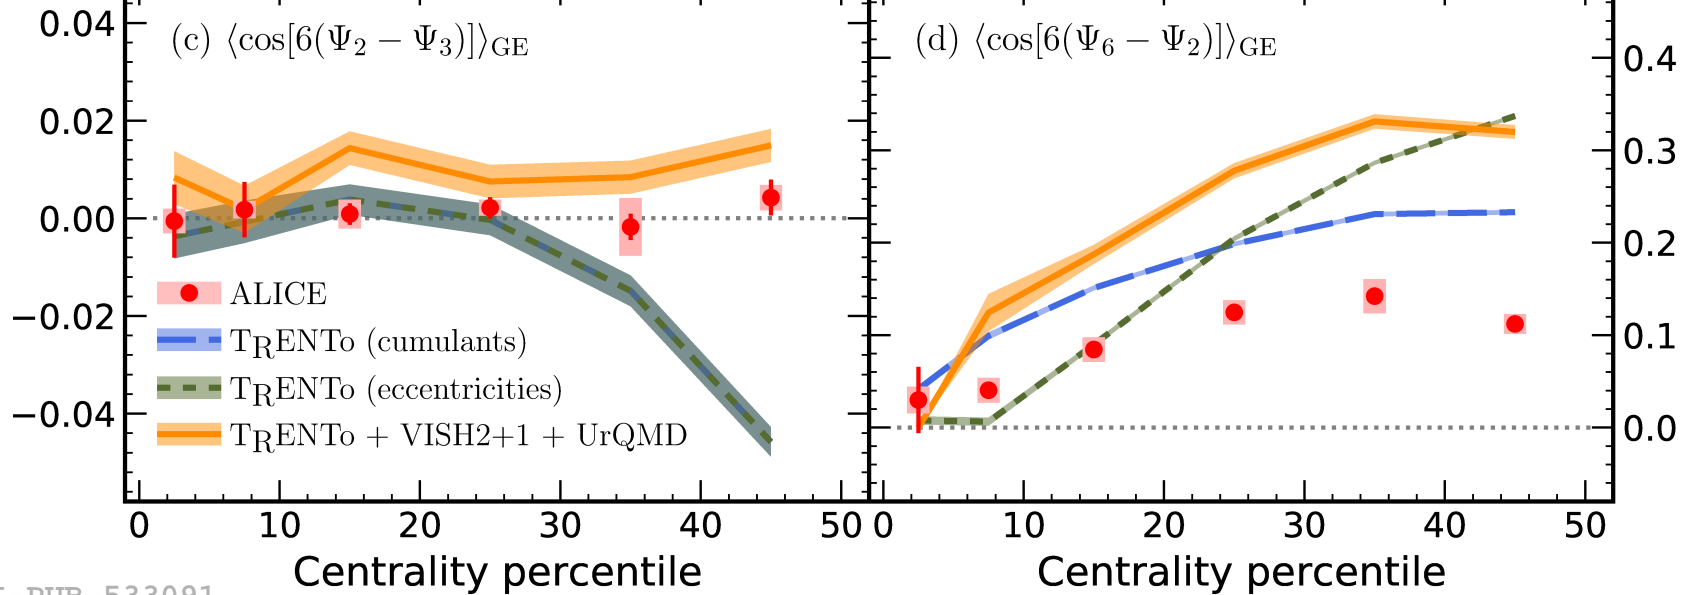 0.04
0.02
0.00
−0.02
−0.04
(c) ⟨cos[6(Ψ₂ − Ψ₃)]⟩GE
ALICE
TRENTo (cumulants)
TRENTo (eccentricities)
TRENTo + VISH2+1 + UrQMD
0 10 20 30 40 50
Centrality percentile
(d) ⟨cos[6(Ψ₆ − Ψ₂)]⟩GE
0.4
0.3
0.2
0.1
0.0
0 10 20 30 40 50
Centrality percentile
533091